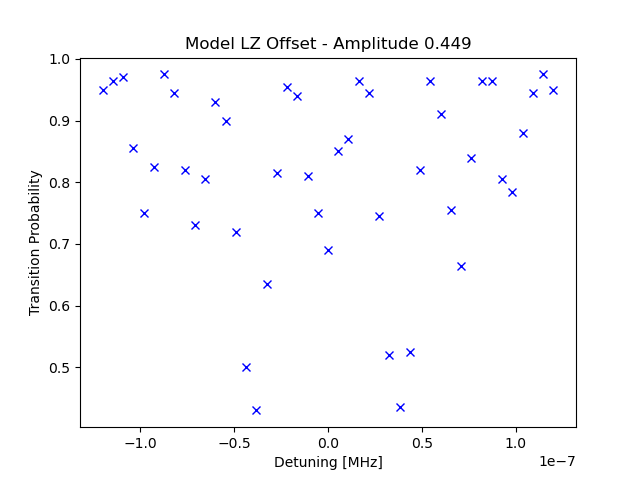 Model LZ Offset - Amplitude 0.449
Transition Probability
1.0
0.9
0.8
0.7
0.6
0.5
−1.0
−0.5
0.0
0.5
1.0
1e−7
Detuning [MHz]